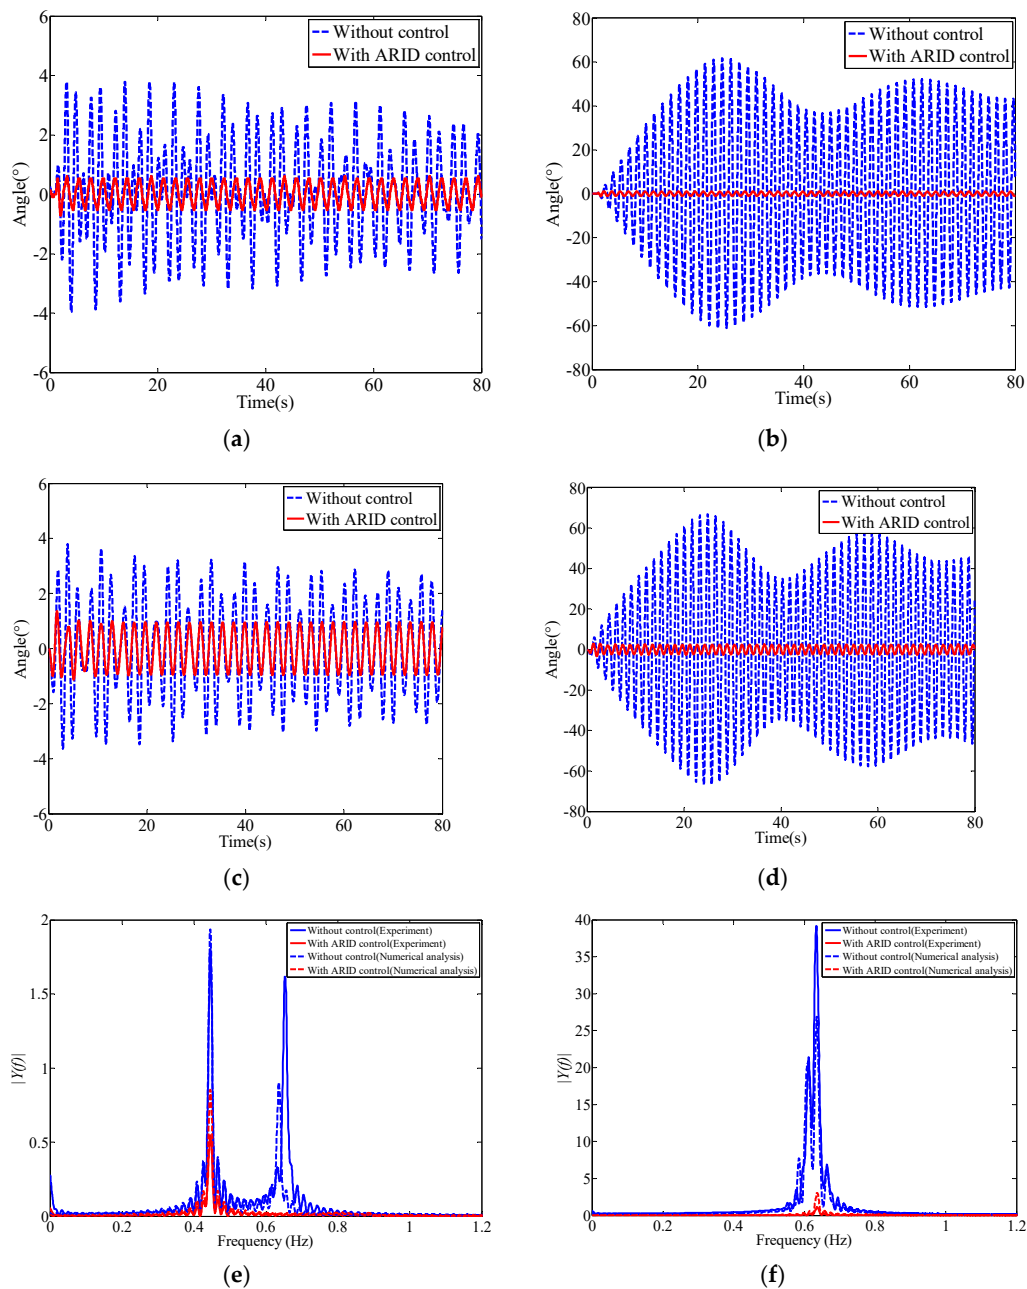 Without control
With ARID control
6
4
2
0
-2
-4
-6
0 20 40 60 80
Angle(°)
Time(s)
(a)
Without control
With ARID control
80
60
40
20
0
-20
-40
-60
-80
0 20 40 60 80
Angle(°)
Time(s)
(b)
Without control
With ARID control
6
4
2
0
-2
-4
-6
0 20 40 60 80
Angle(°)
Time(s)
(c)
Without control
With ARID control
80
60
40
20
0
-20
-40
-60
-80
0 20 40 60 80
Angle(°)
Time(s)
(d)
Without control(Experiment)
With ARID control(Experiment)
Without control(Numerical analysis)
With ARID control(Numerical analysis)
2
1.5
1
0.5
0
0 0.2 0.4 0.6 0.8 1 1.2
|Y(f)|
Frequency (Hz)
(e)
Without control(Experiment)
With ARID control(Experiment)
Without control(Numerical analysis)
With ARID control(Numerical analysis)
40
35
30
25
20
15
10
5
0
0 0.2 0.4 0.6 0.8 1 1.2
|Y(f)|
Frequency (Hz)
(f)